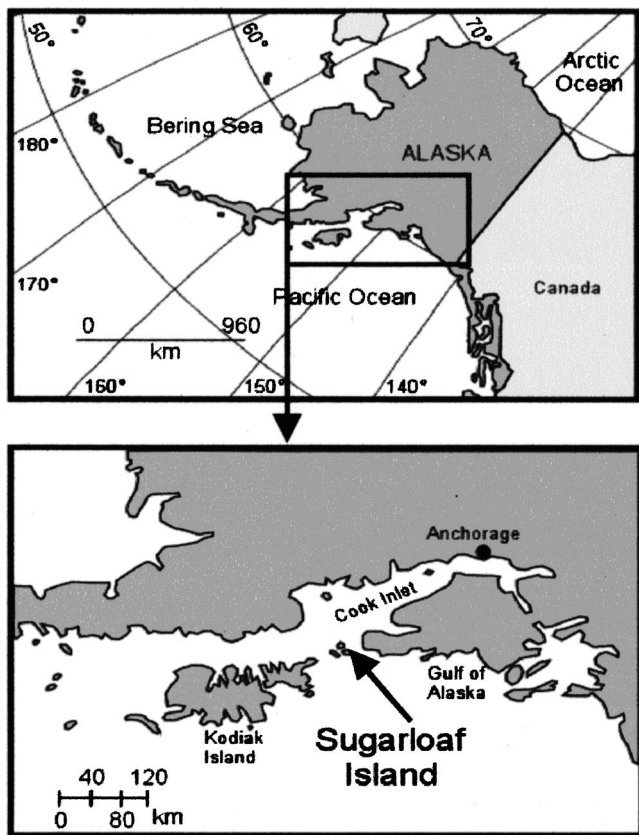 50°
60°
70°
Arctic
Ocean
Bering Sea
180°
ALASKA
170°
Pacific Ocean
Canada
0 960
km
160°
150°
140°
Anchorage
Cook Inlet
Gulf of
Alaska
Kodiak
Island
Sugarloaf
Island
40 120
0 80 km